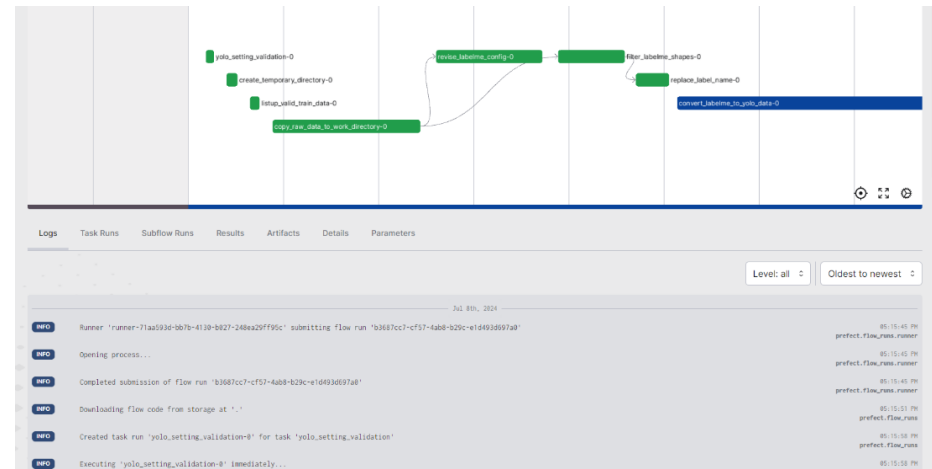 yolo_setting_validation-0
revise_labelme_config-0
filter_labelme_shapes-0
create_temporary_directory-0
replace_label_name-0
listup_valid_train_data-0
convert_labelme_to_yolo_data-0
copy_raw_data_to_work_directory-0
Logs Task Runs Subflow Runs Results Artifacts Details Parameters
Level: all Oldest to newest
Jul 8th, 2024
INFO Runner 'runner-71aa593d-bb7b-4130-b827-248ea29ff95c' submitting flow run 'b3687cc7-cf57-4ab8-b29c-e1d493d697a8' 05:15:45 PM
prefect.flow_runs.runner
INFO Opening process... 05:15:45 PM
prefect.flow_runs.runner
INFO Completed submission of flow run 'b3687cc7-cf57-4ab8-b29c-e1d493d697a8' 05:15:45 PM
prefect.flow_runs.runner
INFO Downloading flow code from storage at '.' 05:15:51 PM
prefect.flow_runs
INFO Created task run 'yolo_setting_validation-0' for task 'yolo_setting_validation' 05:15:58 PM
prefect.flow_runs
INFO Executing 'yolo_setting_validation-0' immediately... 05:15:58 PM